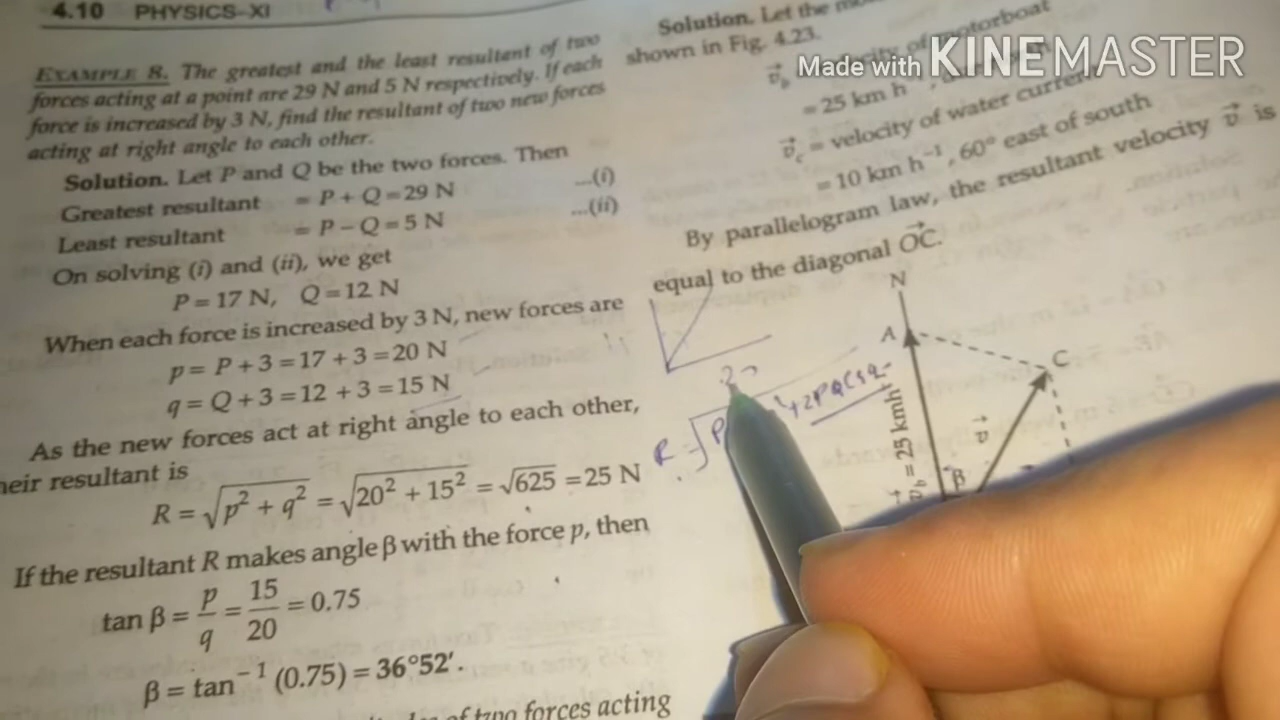 4.10 PHYSICS-XI
EXAMPLE 8. The greatest and the least resultant of two
forces acting at a point are 29 N and 5 N respectively. If each
force is increased by 3 N, find the resultant of two new forces
acting at right angle to each other.
Solution. Let P and Q be the two forces. Then
Greatest resultant = P + Q = 29 N ...(i)
Least resultant = P − Q = 5 N ...(ii)
On solving (i) and (ii), we get
P = 17 N, Q = 12 N
When each force is increased by 3 N, new forces are
p = P + 3 = 17 + 3 = 20 N
q = Q + 3 = 12 + 3 = 15 N
As the new forces act at right angle to each other,
heir resultant is
R = √p² + q² = √20² + 15² = √625 = 25 N
If the resultant R makes angle β with the force p, then
tan β = p/q = 15/20 = 0.75
β = tan⁻¹ (0.75) = 36°52′.
of two forces acting
Solution. Let the
shown in Fig. 4.23.
Made with KINEMASTER
v⃗b motorboat
= 25 km h
v⃗c = velocity of water current
= 10 km h⁻¹, 60° east of south
By parallelogram law, the resultant velocity v⃗ is
equal to the diagonal OC⃗.
N
A
C
v⃗
v⃗b = 25 kmh
β
R = √P +2PQ